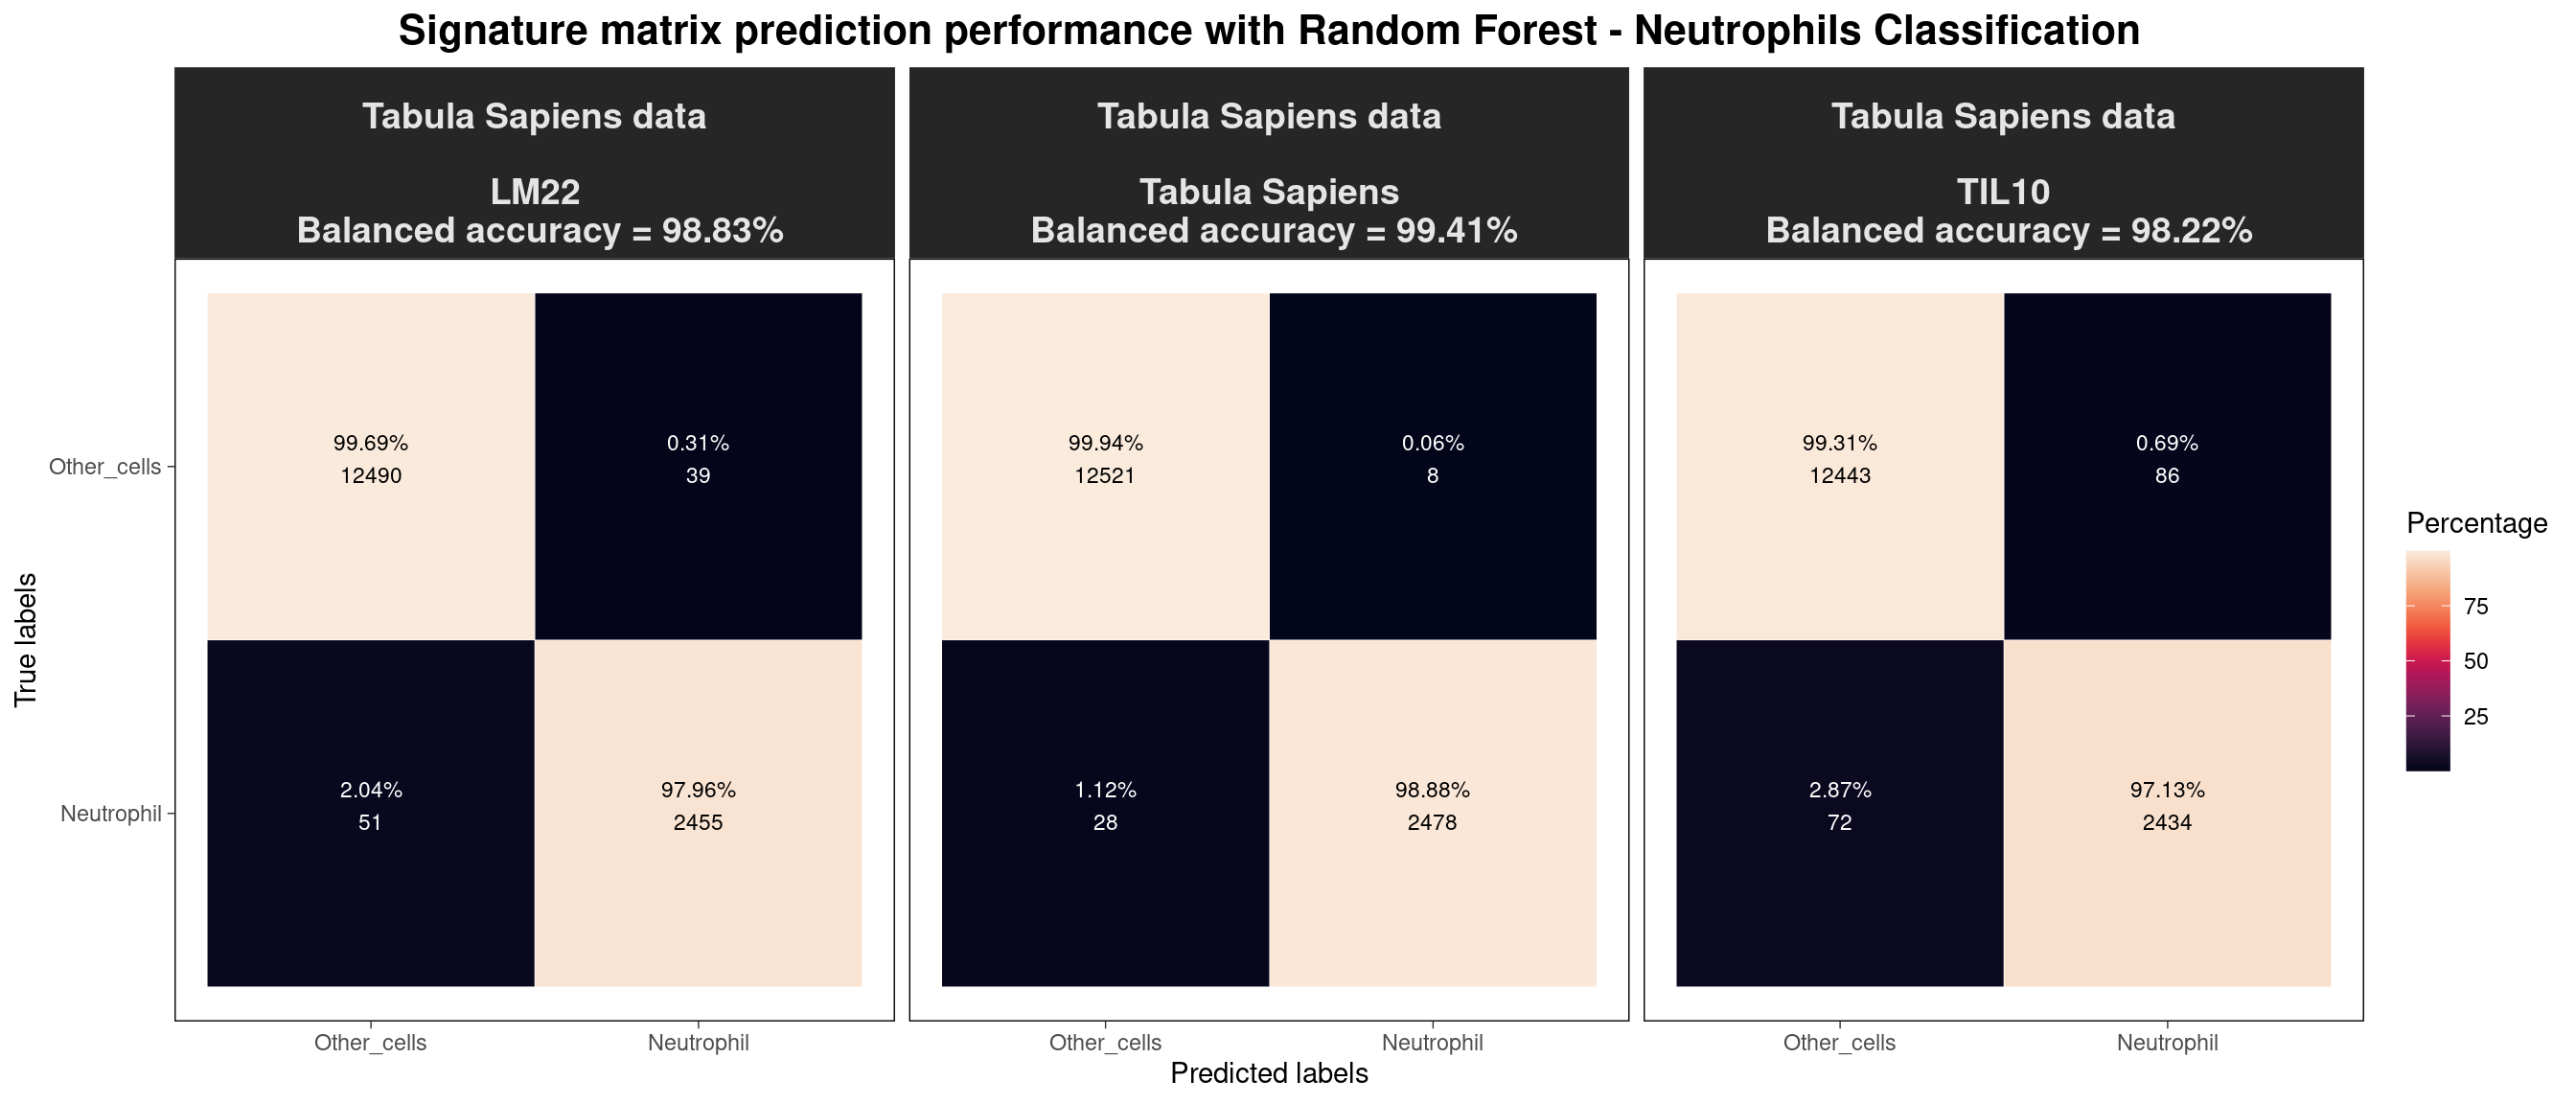 Signature matrix prediction performance with Random Forest - Neutrophils Classification
Tabula Sapiens data
LM22
Balanced accuracy = 98.83%
Tabula Sapiens data
Tabula Sapiens
Balanced accuracy = 99.41%
Tabula Sapiens data
TIL10
Balanced accuracy = 98.22%
True labels
Other_cells
Neutrophil
99.69%
12490
0.31%
39
2.04%
51
97.96%
2455
99.94%
12521
0.06%
8
1.12%
28
98.88%
2478
99.31%
12443
0.69%
86
2.87%
72
97.13%
2434
Other_cells
Neutrophil
Other_cells
Neutrophil
Other_cells
Neutrophil
Predicted labels
Percentage
75
50
25